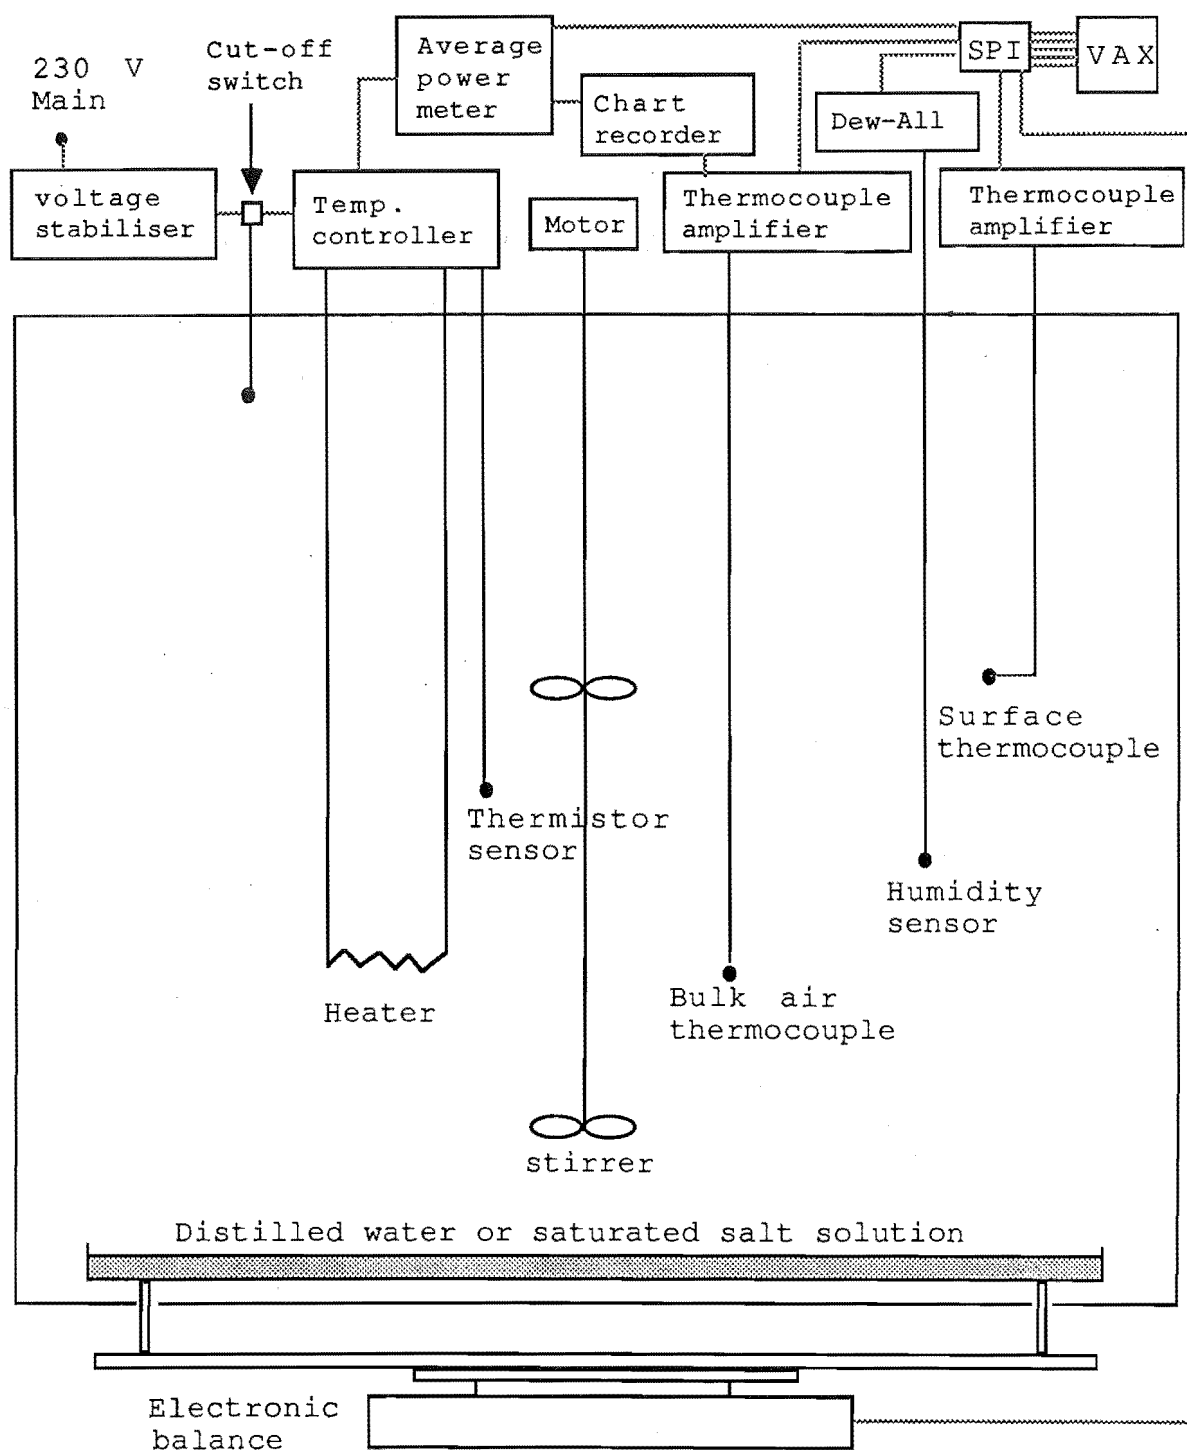 230 V
Main
Cut-off
switch
Average
power
meter
Chart
recorder
SPI
VAX
Dew-All
voltage
stabiliser
Temp.
controller
Motor
Thermocouple
amplifier
Thermocouple
amplifier
Surface
thermocouple
Thermistor
sensor
Humidity
sensor
Heater
Bulk air
thermocouple
stirrer
Distilled water or saturated salt solution
Electronic
balance